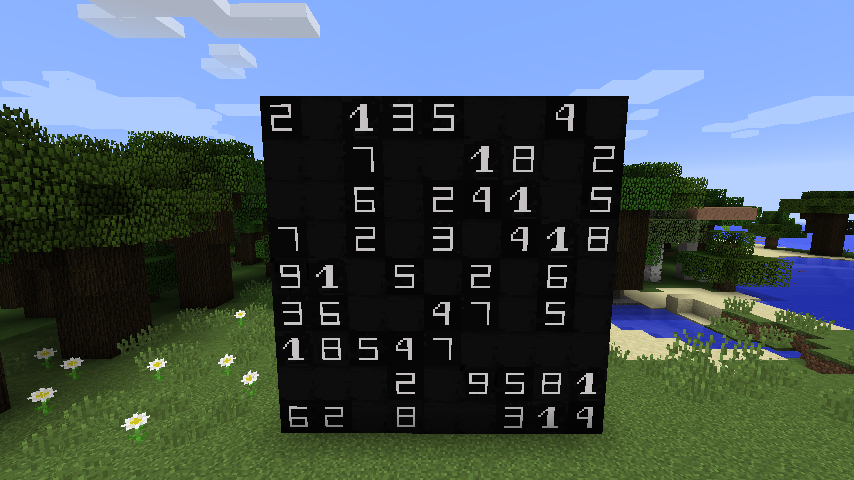 2 1 3 5 4
7 1 8 2
6 2 4 1 5
7 2 3 4 1 8
9 1 5 2 6
3 6 4 7 5
1 8 5 4 7
2 9 5 8 1
6 2 8 3 1 4